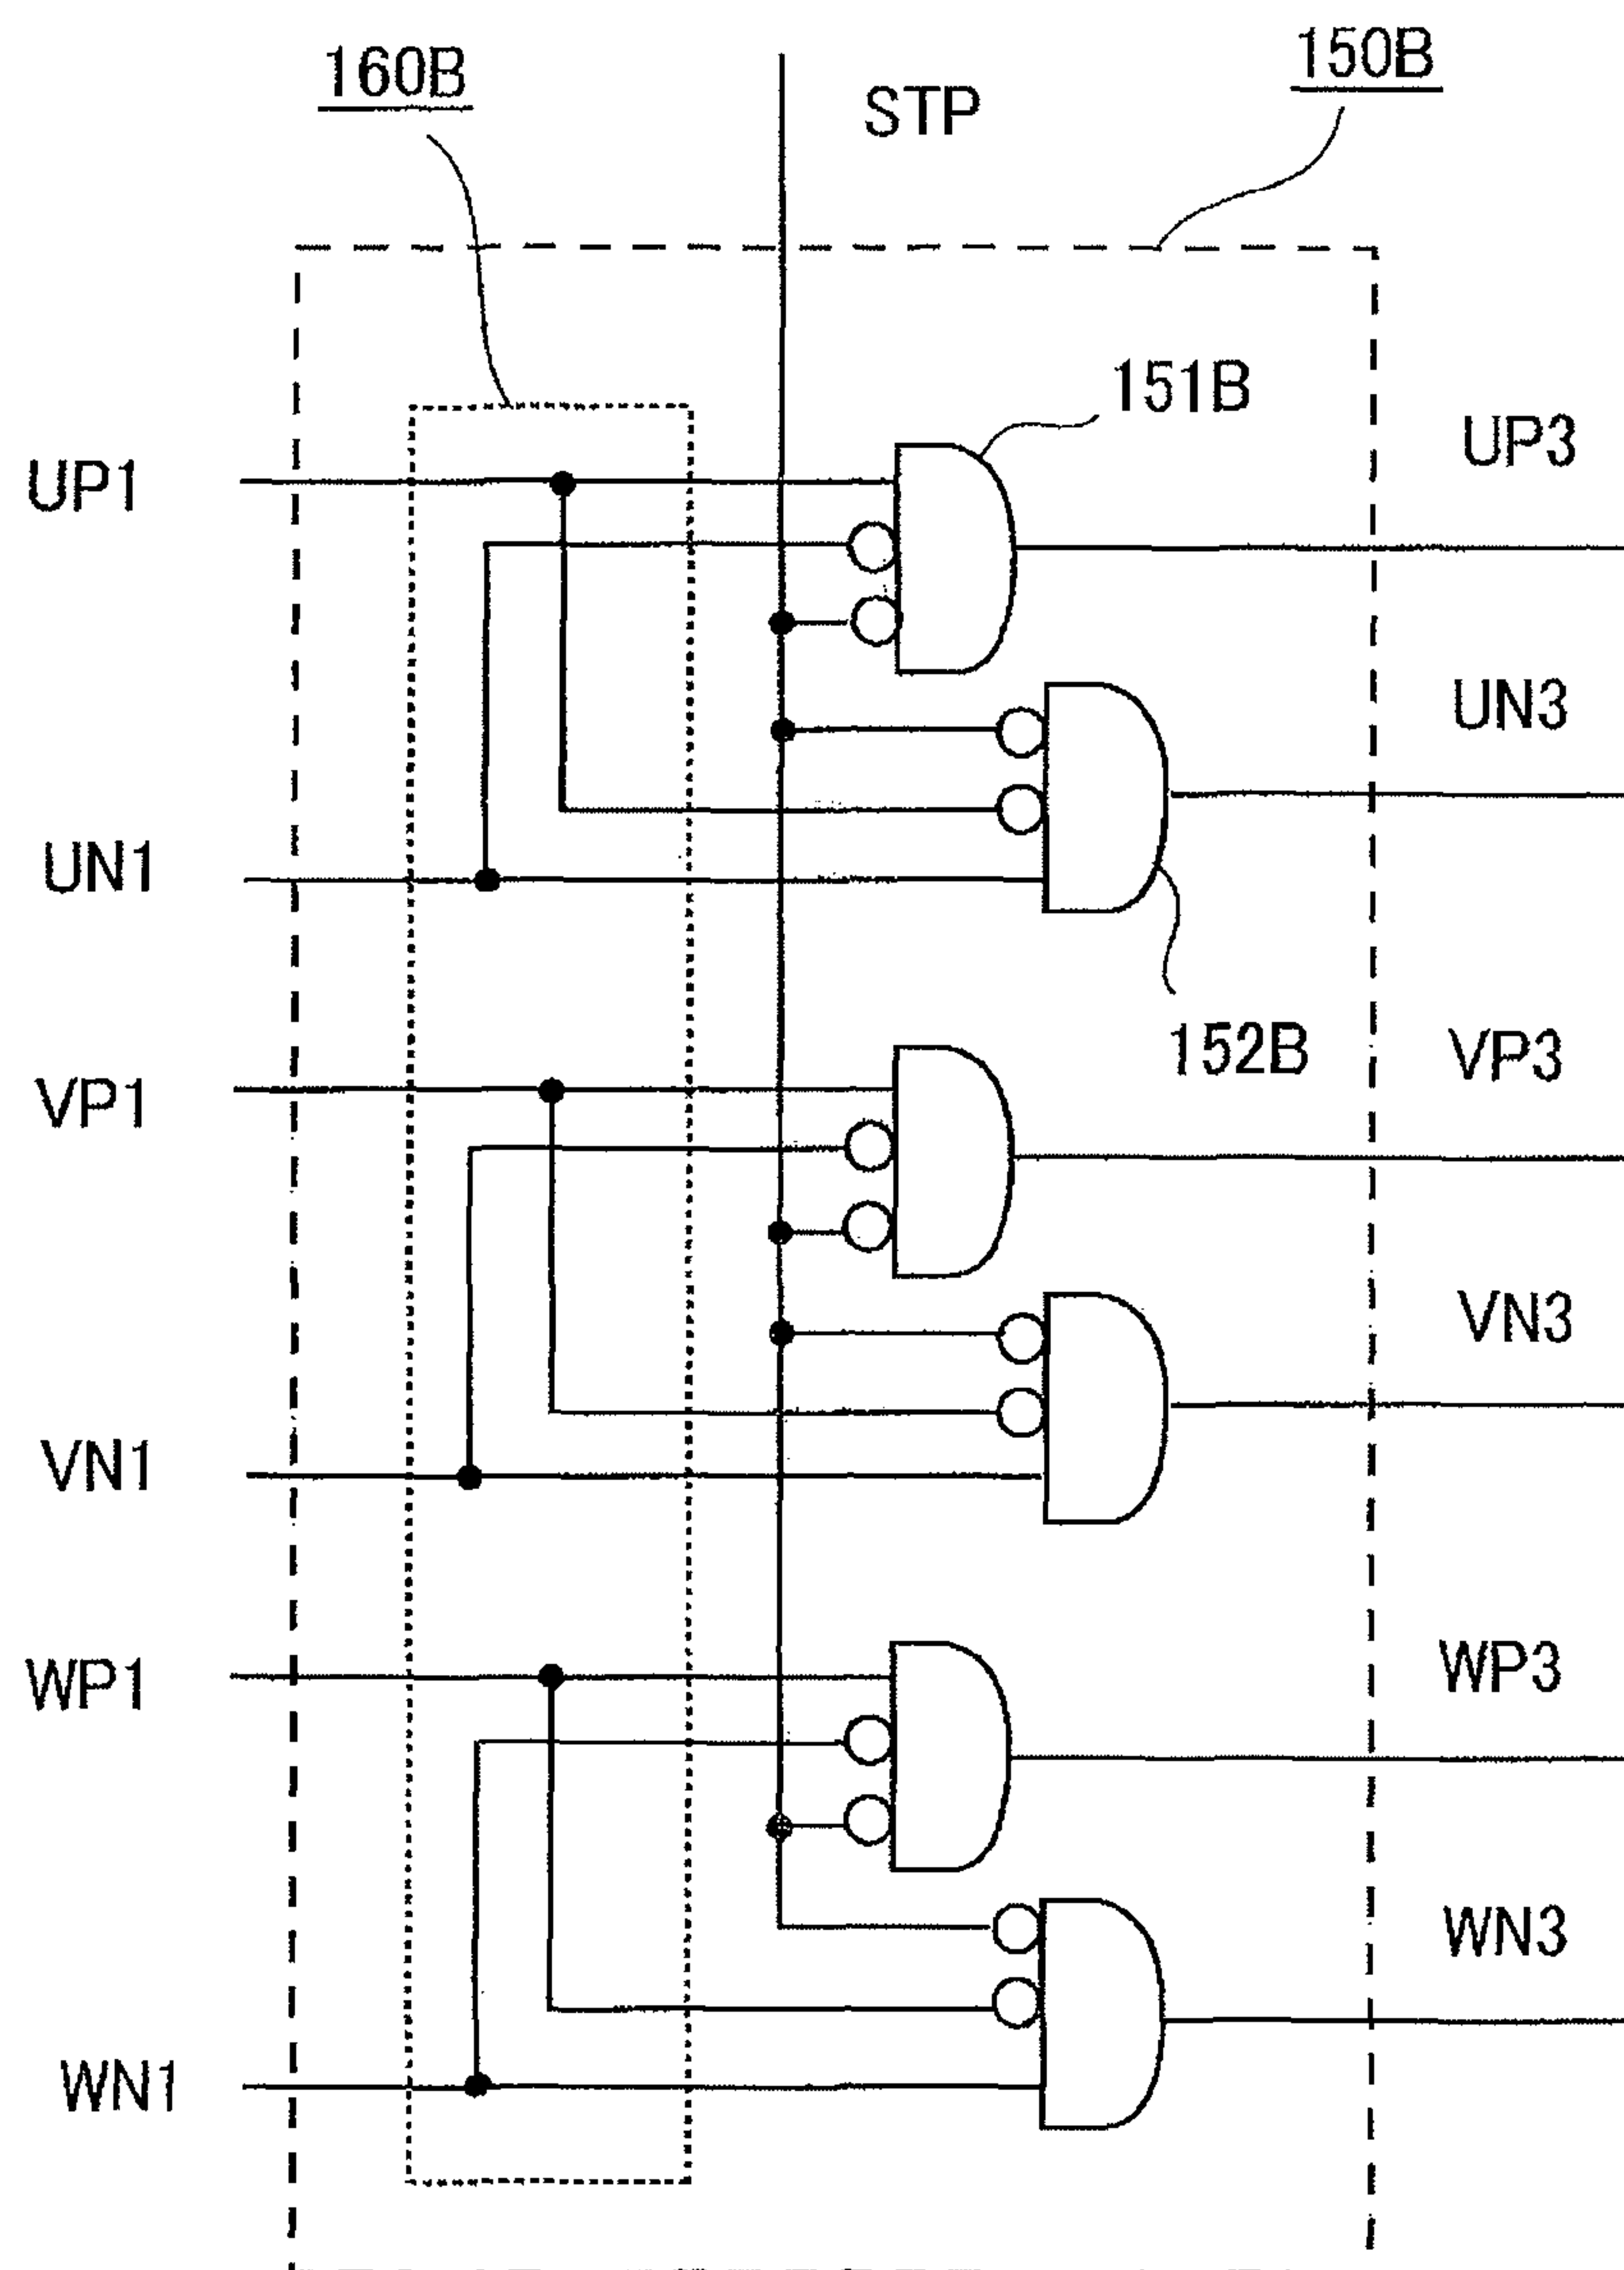 160B
150B
STP
151B
UP1
UP3
UN3
UN1
152B
VP1
VP3
VN3
VN1
WP1
WP3
WN3
WN1